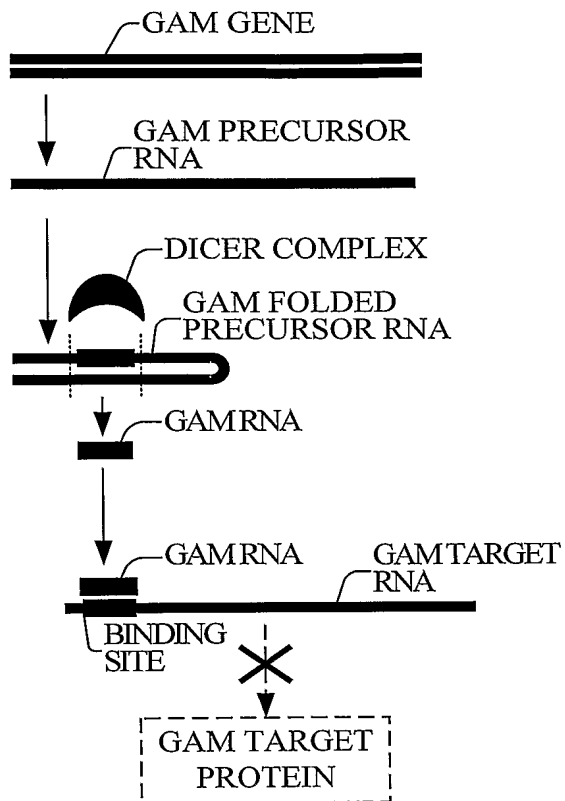 GAM GENE
GAM PRECURSOR
RNA
DICER COMPLEX
GAM FOLDED
PRECURSOR RNA
GAM RNA
GAM RNA
GAM TARGET
RNA
BINDING
SITE
GAM TARGET
PROTEIN